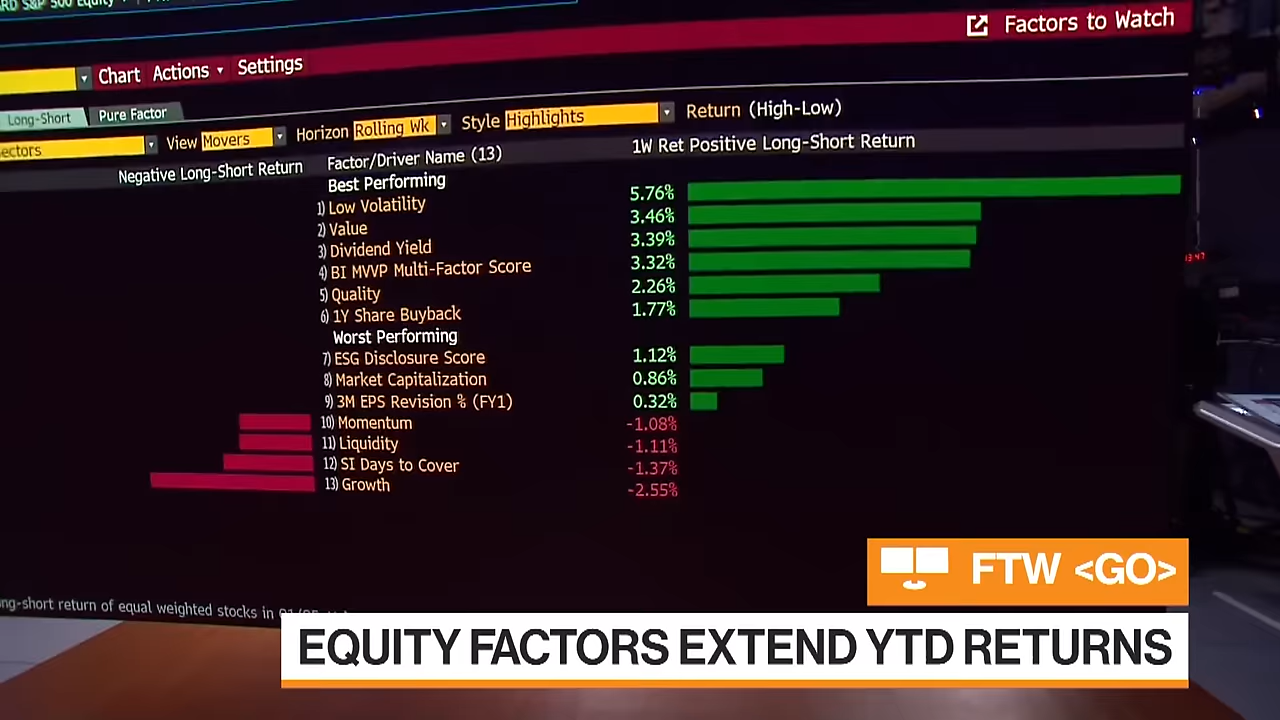 S&P 500 Equity
Factors to Watch
Chart Actions Settings
Long-Short Pure Factor
View Movers Horizon Rolling Wk Style Highlights Return (High-Low)
Negative Long-Short Return Factor/Driver Name (13) 1W Ret Positive Long-Short Return
Best Performing
1) Low Volatility 5.76%
2) Value 3.46%
3) Dividend Yield 3.39%
4) BI MVVP Multi-Factor Score 3.32%
5) Quality 2.26%
6) 1Y Share Buyback 1.77%
Worst Performing
7) ESG Disclosure Score 1.12%
8) Market Capitalization 0.86%
9) 3M EPS Revision % (FY1) 0.32%
10) Momentum -1.08%
11) Liquidity -1.11%
12) SI Days to Cover -1.37%
13) Growth -2.55%
return of equal weighted stocks in
FTW <GO>
EQUITY FACTORS EXTEND YTD RETURNS